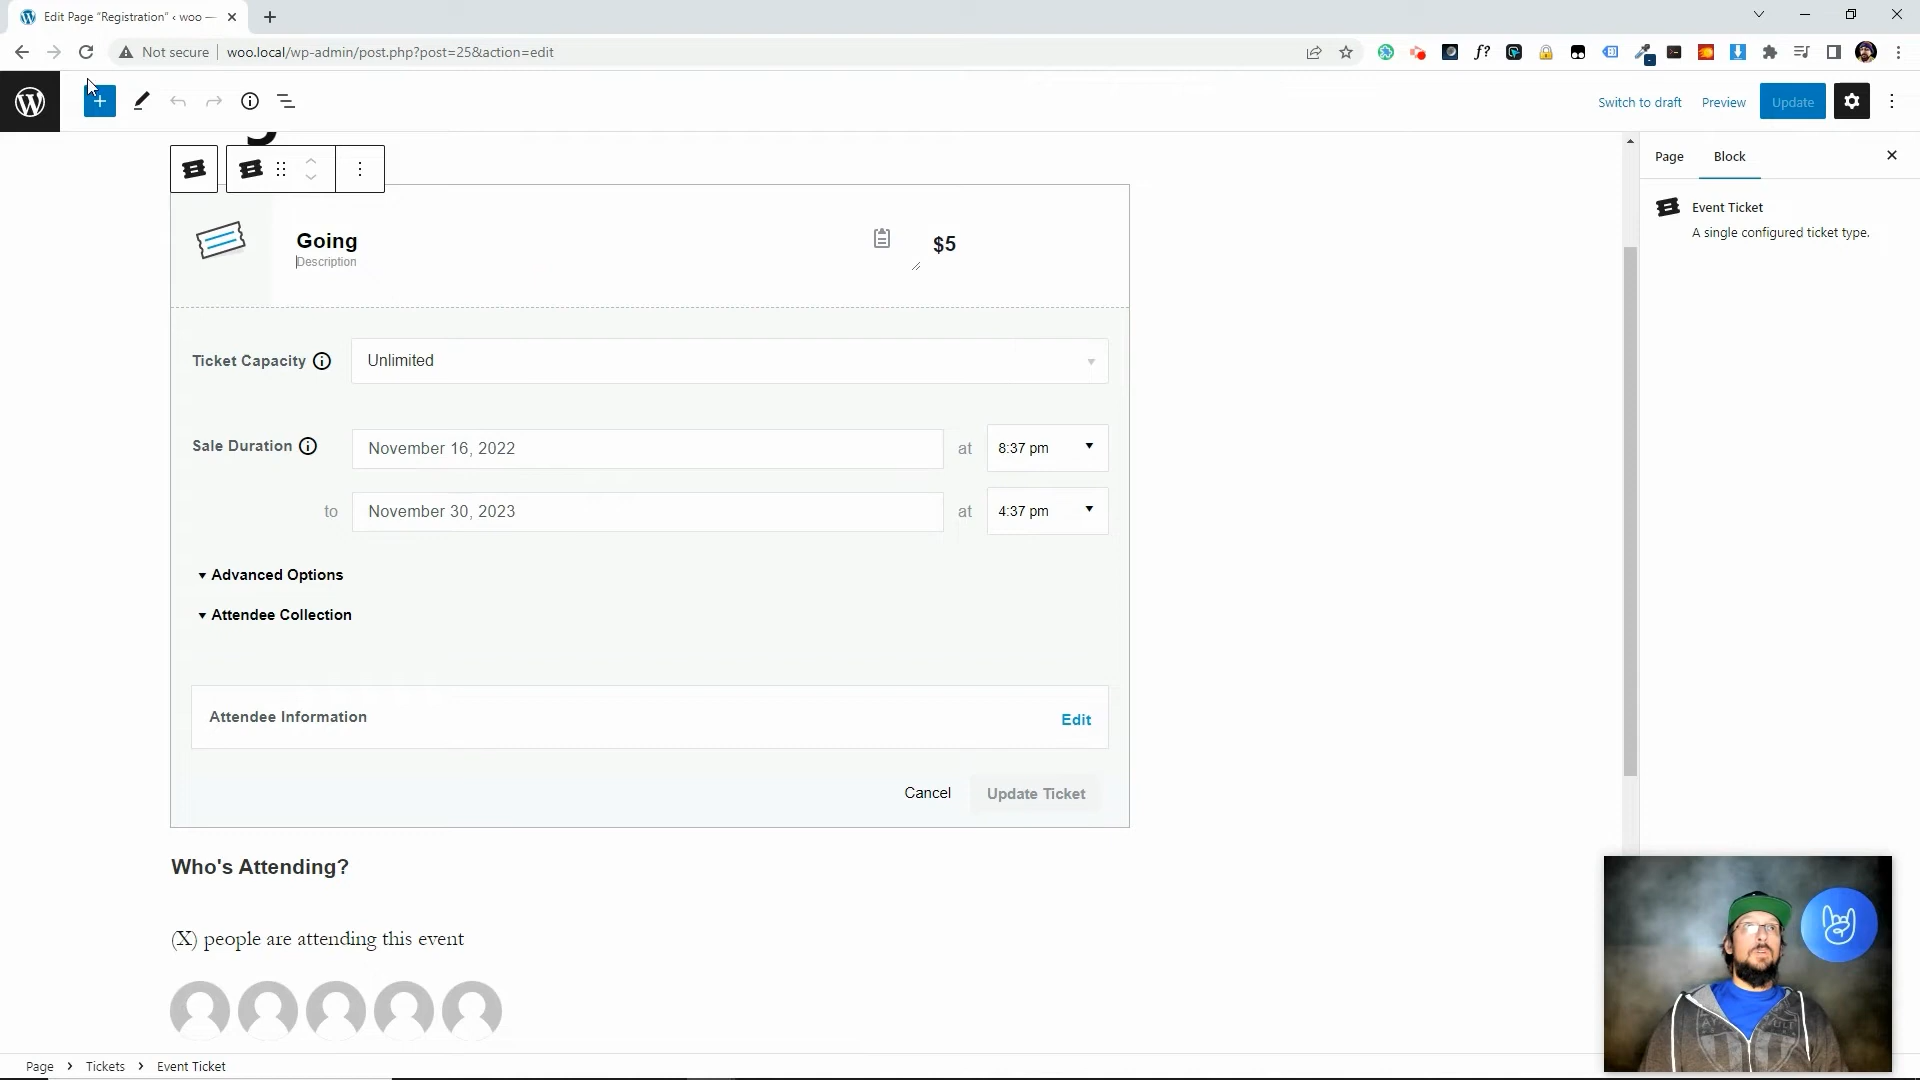 Edit Page "Registration" ‹ woo —
Not secure
woo.local/wp-admin/post.php?post=25&action=edit
f?
Switch to draft
Preview
Update
Page
Block
Event Ticket
A single configured ticket type.
Going
Description
$5
Ticket Capacity
Unlimited
Sale Duration
November 16, 2022
at
8:37 pm
to
November 30, 2023
at
4:37 pm
Advanced Options
Attendee Collection
Attendee Information
Edit
Cancel
Update Ticket
Who's Attending?
(X) people are attending this event
Page
Tickets
Event Ticket